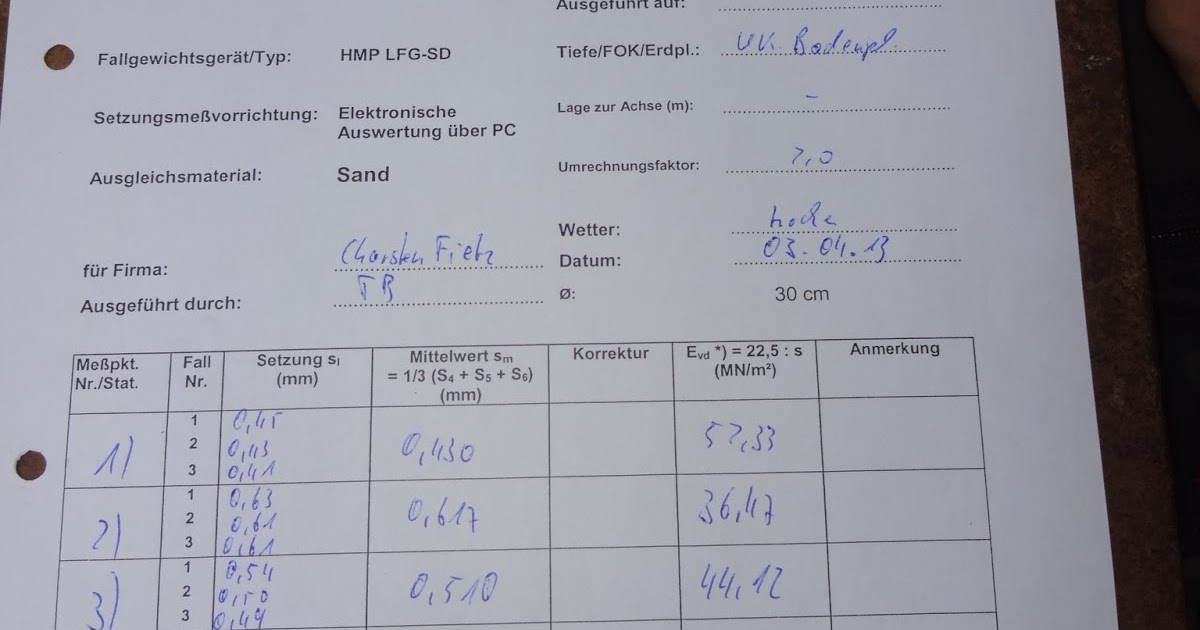 Ausgeführt auf:
Fallgewichtsgerät/Typ: HMP LFG-SD Tiefe/FOK/Erdpl.: UK Bodenpl.
Setzungsmeßvorrichtung: Elektronische Auswertung über PC Lage zur Achse (m): –
Ausgleichsmaterial: Sand Umrechnungsfaktor:
Wetter:
für Firma: Datum: 03.04.13
Ausgeführt durch: TB Ø: 30 cm
Meßpkt. Nr./Stat. Fall Nr. Setzung sI (mm) Mittelwert sm = 1/3 (S4 + S5 + S6) (mm) Korrektur Evd *) = 22,5 : s (MN/m²) Anmerkung
1) 1 0,45
2 0,43 0,430 52,33
3 0,41
2) 1 0,63
2 0,61 0,617 36,47
3 0,61
3) 1 0,54
2 0,50 0,510 44,12
3 0,49